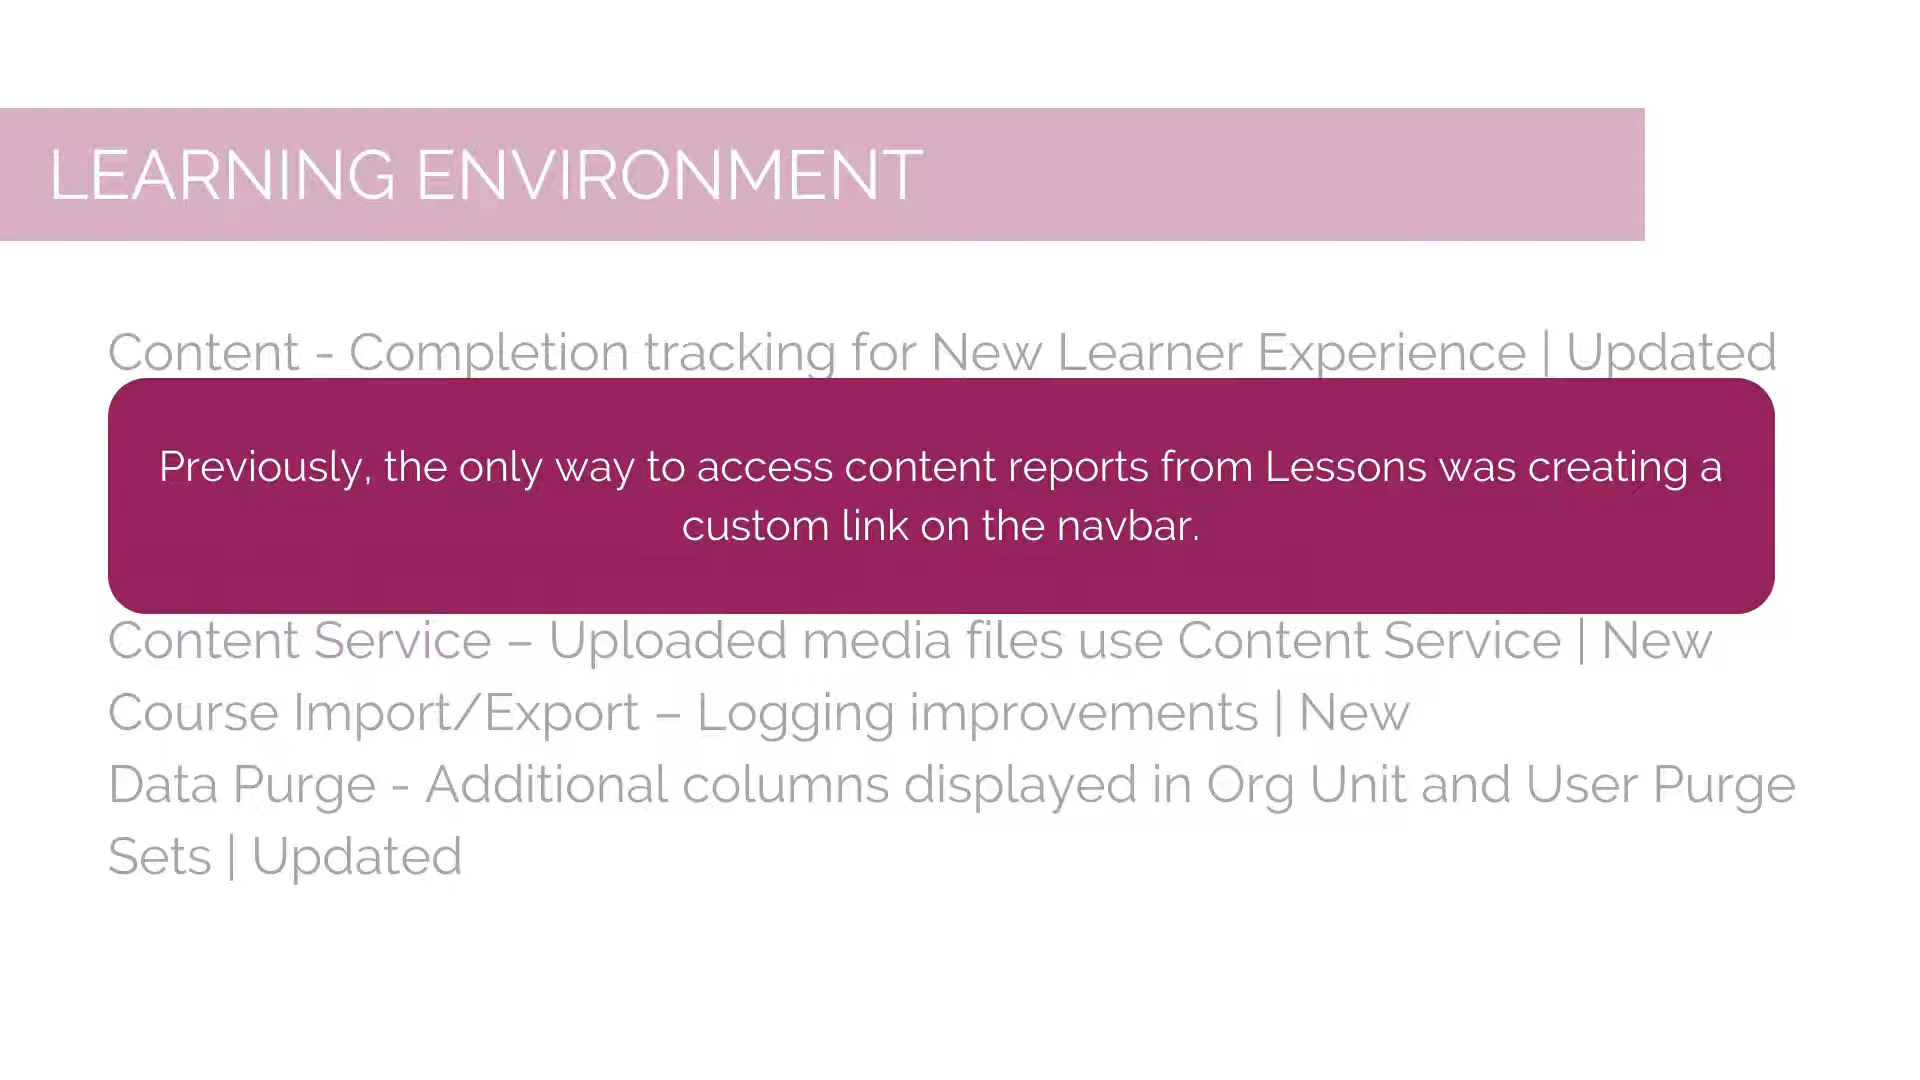 LEARNING ENVIRONMENT
Content - Completion tracking for New Learner Experience | Updated
Previously, the only way to access content reports from Lessons was creating a
custom link on the navbar.
Content Service – Uploaded media files use Content Service | New
Course Import/Export – Logging improvements | New
Data Purge - Additional columns displayed in Org Unit and User Purge
Sets | Updated